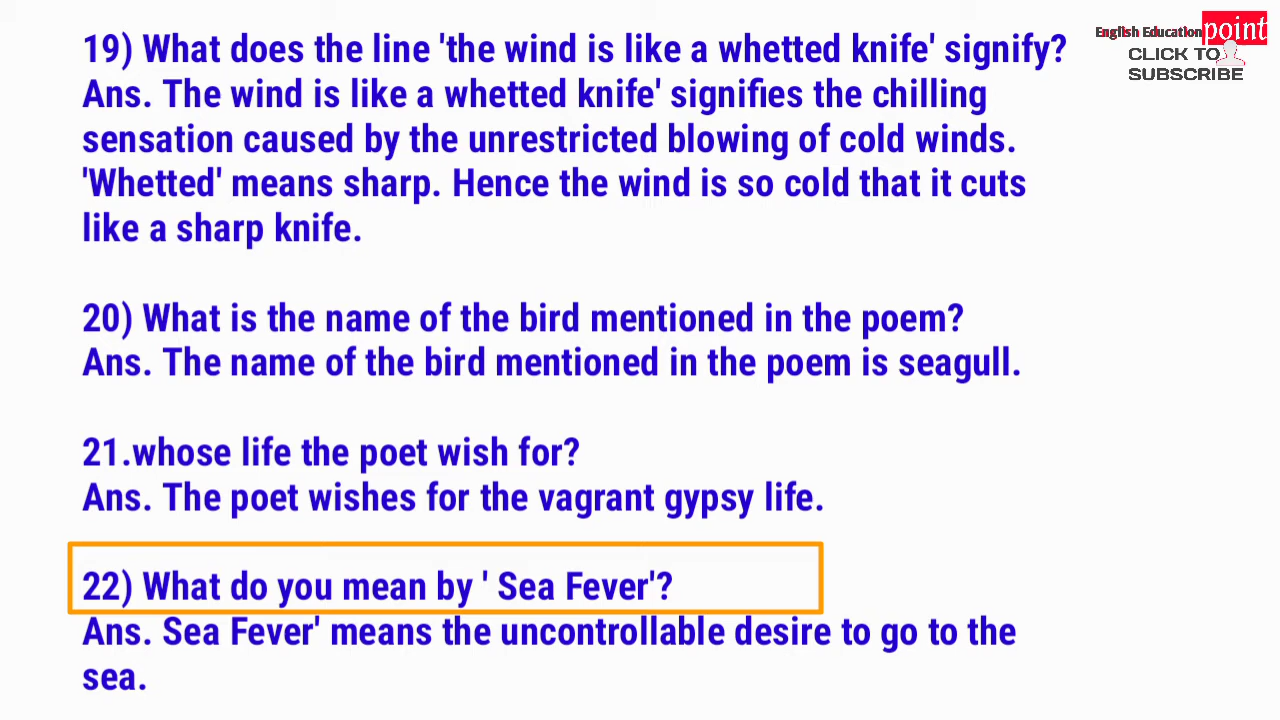 English Education point
CLICK TO
SUBSCRIBE
19) What does the line 'the wind is like a whetted knife' signify?
Ans. The wind is like a whetted knife' signifies the chilling
sensation caused by the unrestricted blowing of cold winds.
'Whetted' means sharp. Hence the wind is so cold that it cuts
like a sharp knife.
20) What is the name of the bird mentioned in the poem?
Ans. The name of the bird mentioned in the poem is seagull.
21.whose life the poet wish for?
Ans. The poet wishes for the vagrant gypsy life.
22) What do you mean by ' Sea Fever'?
Ans. Sea Fever' means the uncontrollable desire to go to the
sea.